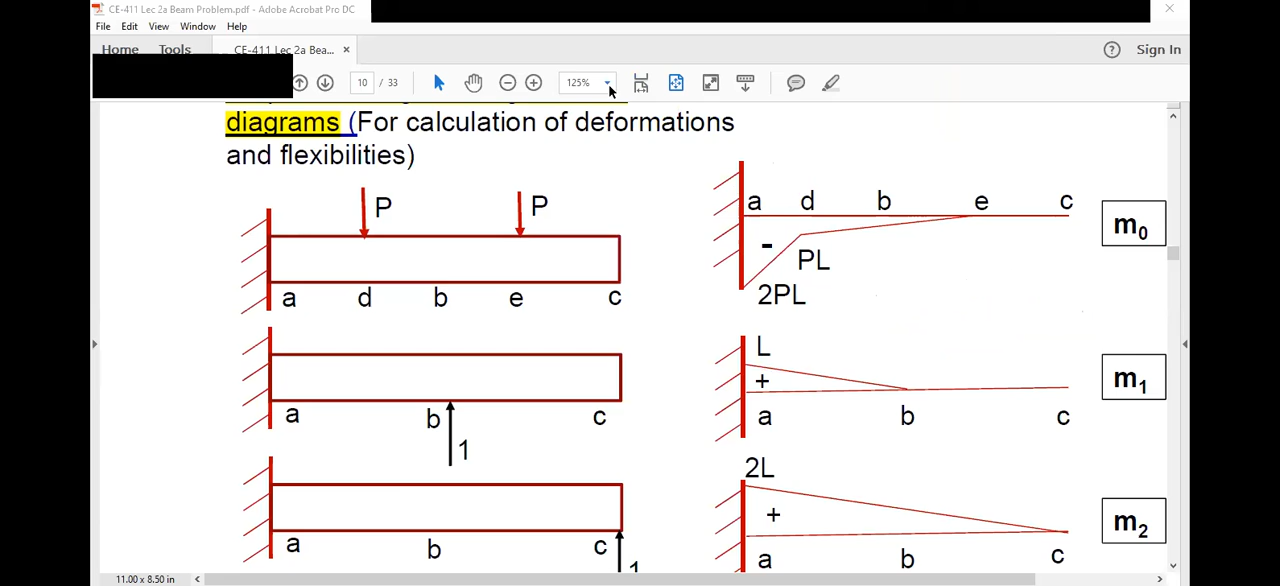 CE-411 Lec 2a Beam Problem.pdf - Adobe Acrobat Pro DC
File Edit View Window Help
Home Tools CE-411 Lec 2a Bea... × Sign In
10 / 33 125%
diagrams (For calculation of deformations
and flexibilities)
P P
a d b e c
a d b e c
-
PL
2PL
m0
a b c
1
L
+
a b c
m1
a b c
1
2L
+
a b c
m2
11.00 x 8.50 in